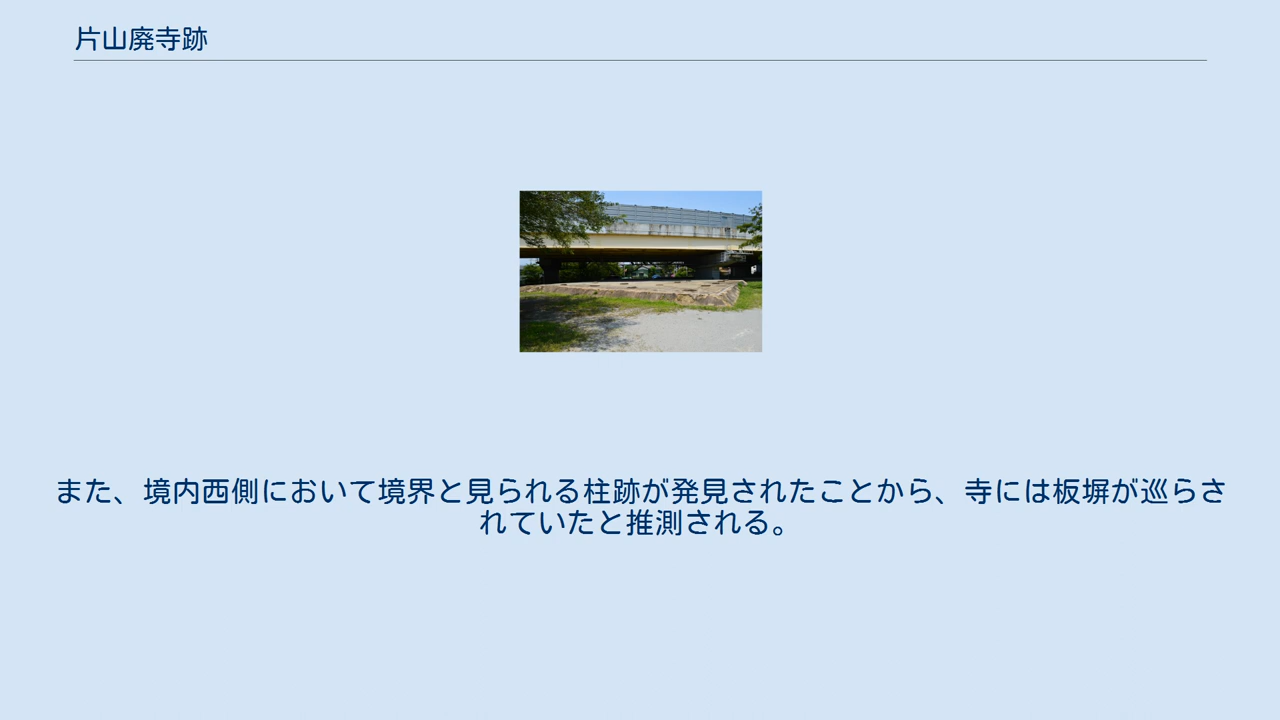 片山廃寺跡
また、境内西側において境界と見られる柱跡が発見されたことから、寺には板塀が巡らさ
れていたと推測される。